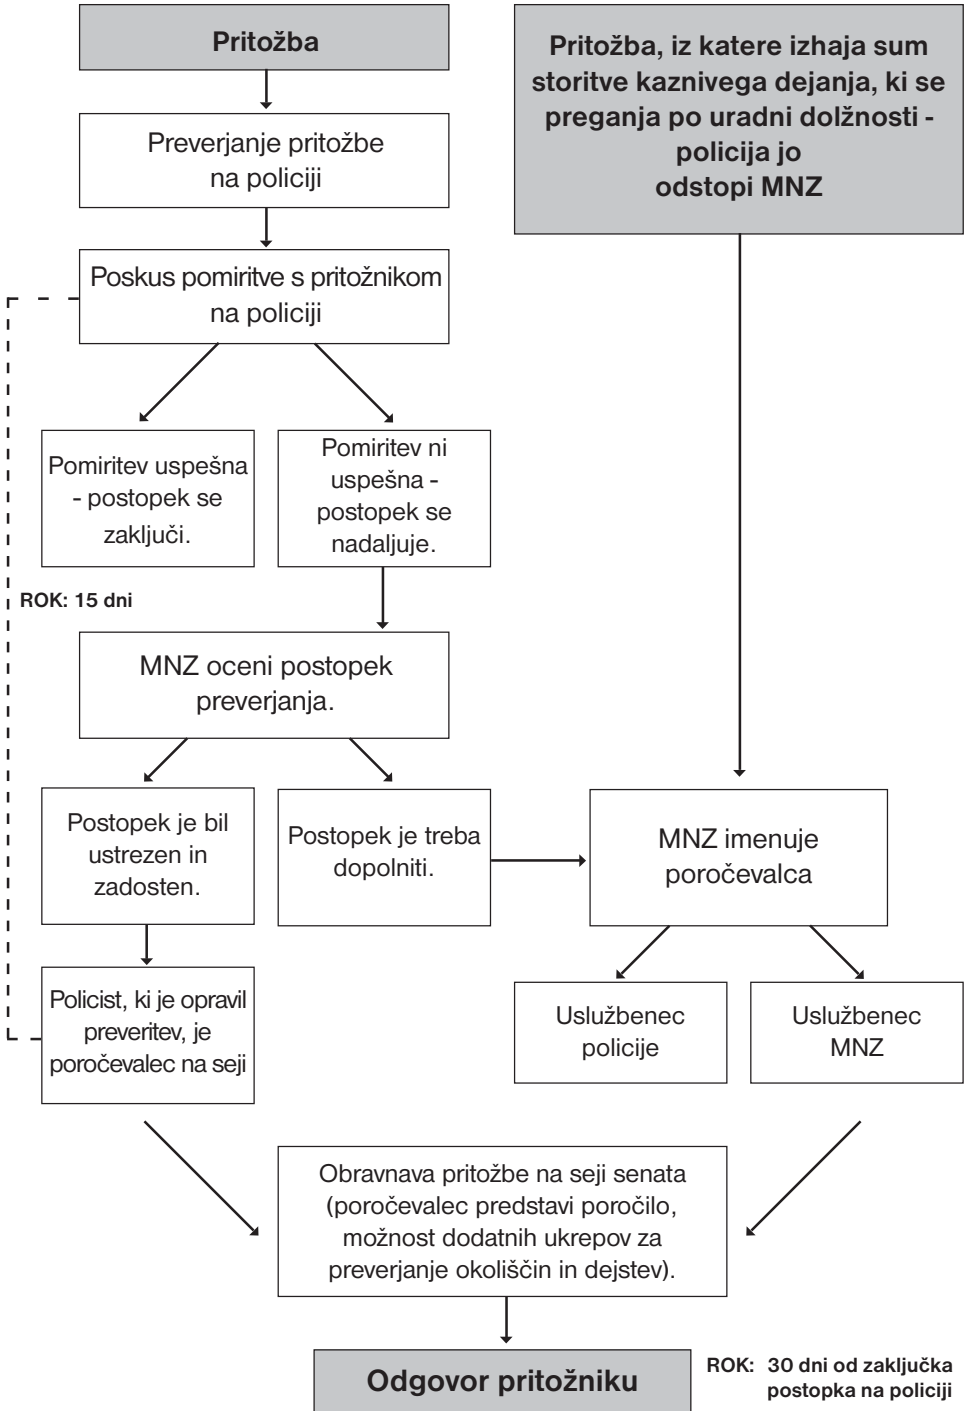 Pritožba
Pritožba, iz katere izhaja sum
storitve kaznivega dejanja, ki se
preganja po uradni dolžnosti -
policija jo
odstopi MNZ
Preverjanje pritožbe
na policiji
Poskus pomiritve s pritožnikom
na policiji
Pomiritev uspešna
- postopek se
zaključi.
Pomiritev ni
uspešna -
postopek se
nadaljuje.
ROK: 15 dni
MNZ oceni postopek
preverjanja.
Postopek je bil
ustrezen in
zadosten.
Postopek je treba
dopolniti.
MNZ imenuje
poročevalca
Policist, ki je opravil
preveritev, je
poročevalec na seji
Uslužbenec
policije
Uslužbenec
MNZ
Obravnava pritožbe na seji senata
(poročevalec predstavi poročilo,
možnost dodatnih ukrepov za
preverjanje okoliščin in dejstev).
Odgovor pritožniku
ROK: 30 dni od zaključka
postopka na policiji